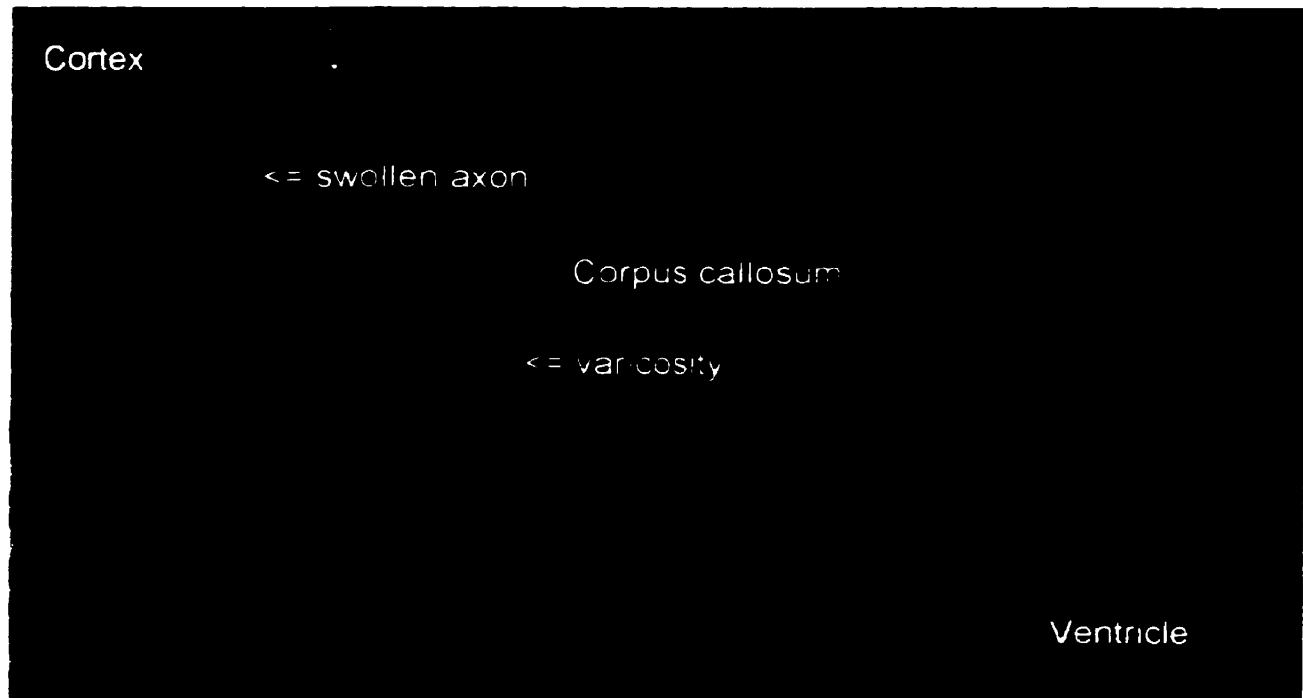 Cortex
<= swollen axon
Corpus callosum
<= varicosity
Ventricle